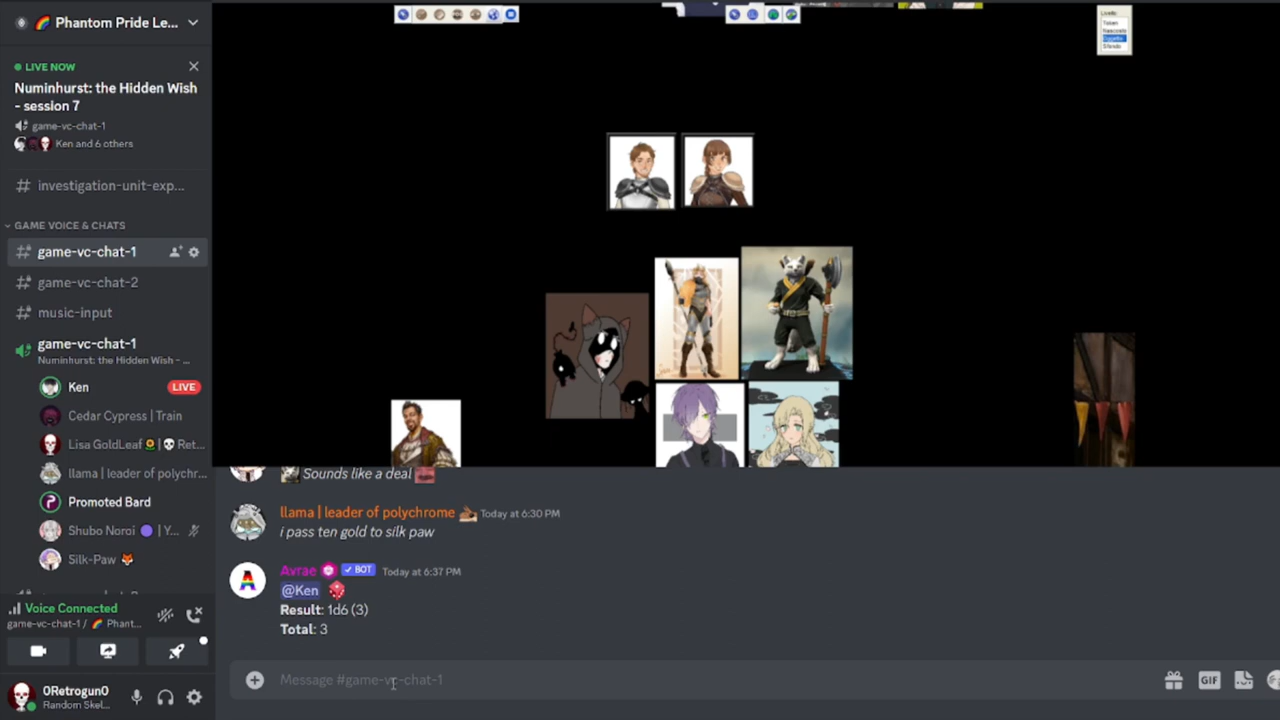 Phantom Pride Le...
LIVE NOW
Numinhurst: the Hidden Wish
- session 7
game-vc-chat-1
Ken and 6 others
investigation-unit-exp...
GAME VOICE & CHATS
game-vc-chat-1
game-vc-chat-2
music-input
game-vc-chat-1
Numinhurst: the Hidden Wish - ...
Ken LIVE
Cedar Cypress | Train
Lisa GoldLeaf | Ret...
llama | leader of polychr...
Promoted Bard
Shubo Noroi | Y...
Silk-Paw
Voice Connected
game-vc-chat-1 / Phant...
0Retrogun0
Random Skel...
Sounds like a deal
llama | leader of polychrome Today at 6:30 PM
i pass ten gold to silk paw
Avrae BOT Today at 6:37 PM
@Ken
Result: 1d6 (3)
Total: 3
Message #game-vc-chat-1
GIF